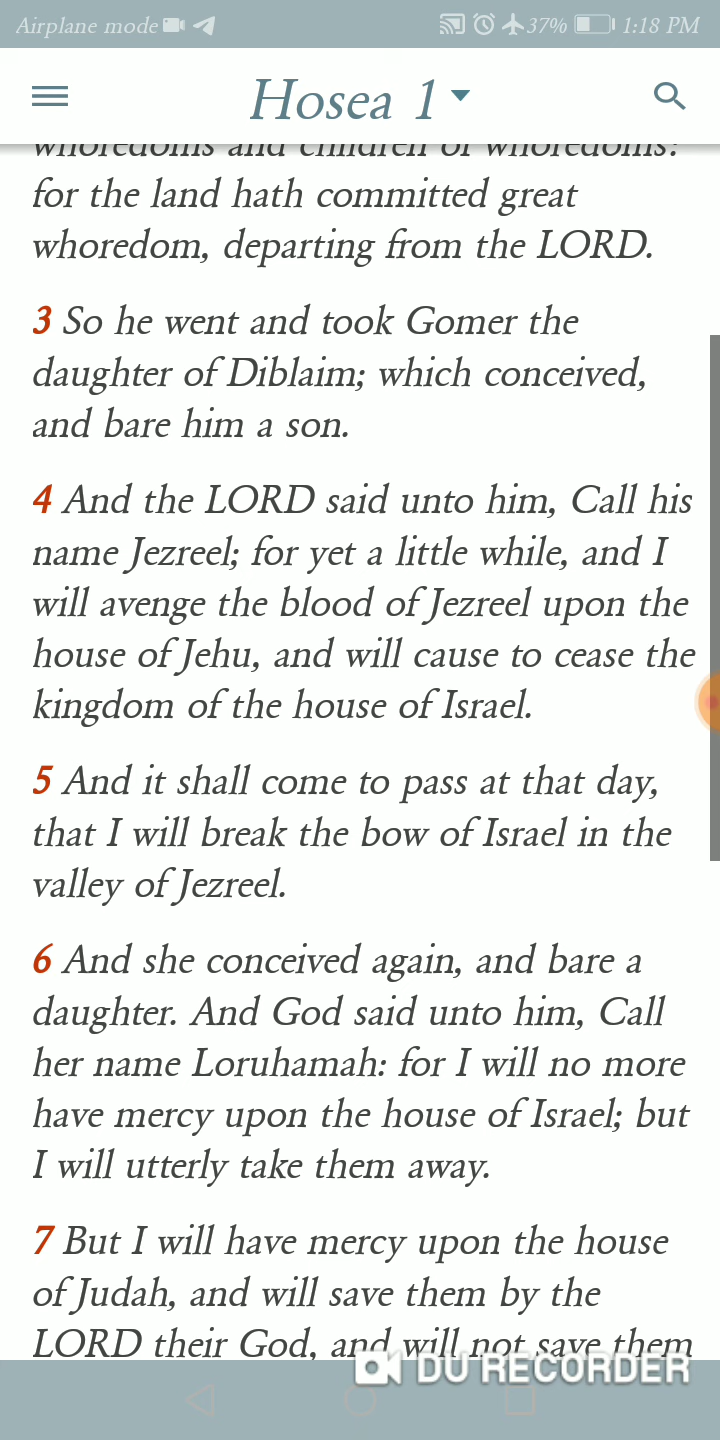 Airplane mode 37% 1:18 PM
Hosea 1
whoredoms and children of whoredoms:
for the land hath committed great
whoredom, departing from the LORD.
3 So he went and took Gomer the
daughter of Diblaim; which conceived,
and bare him a son.
4 And the LORD said unto him, Call his
name Jezreel; for yet a little while, and I
will avenge the blood of Jezreel upon the
house of Jehu, and will cause to cease the
kingdom of the house of Israel.
5 And it shall come to pass at that day,
that I will break the bow of Israel in the
valley of Jezreel.
6 And she conceived again, and bare a
daughter. And God said unto him, Call
her name Loruhamah: for I will no more
have mercy upon the house of Israel; but
I will utterly take them away.
7 But I will have mercy upon the house
of Judah, and will save them by the
LORD their God, and will not save them
DU RECORDER